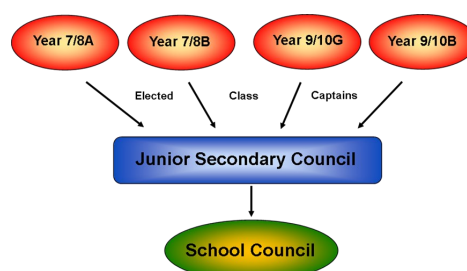 Year 7/8A
Year 7/8B
Year 9/10G
Year 9/10B
Elected Class Captains
Junior Secondary Council
School Council